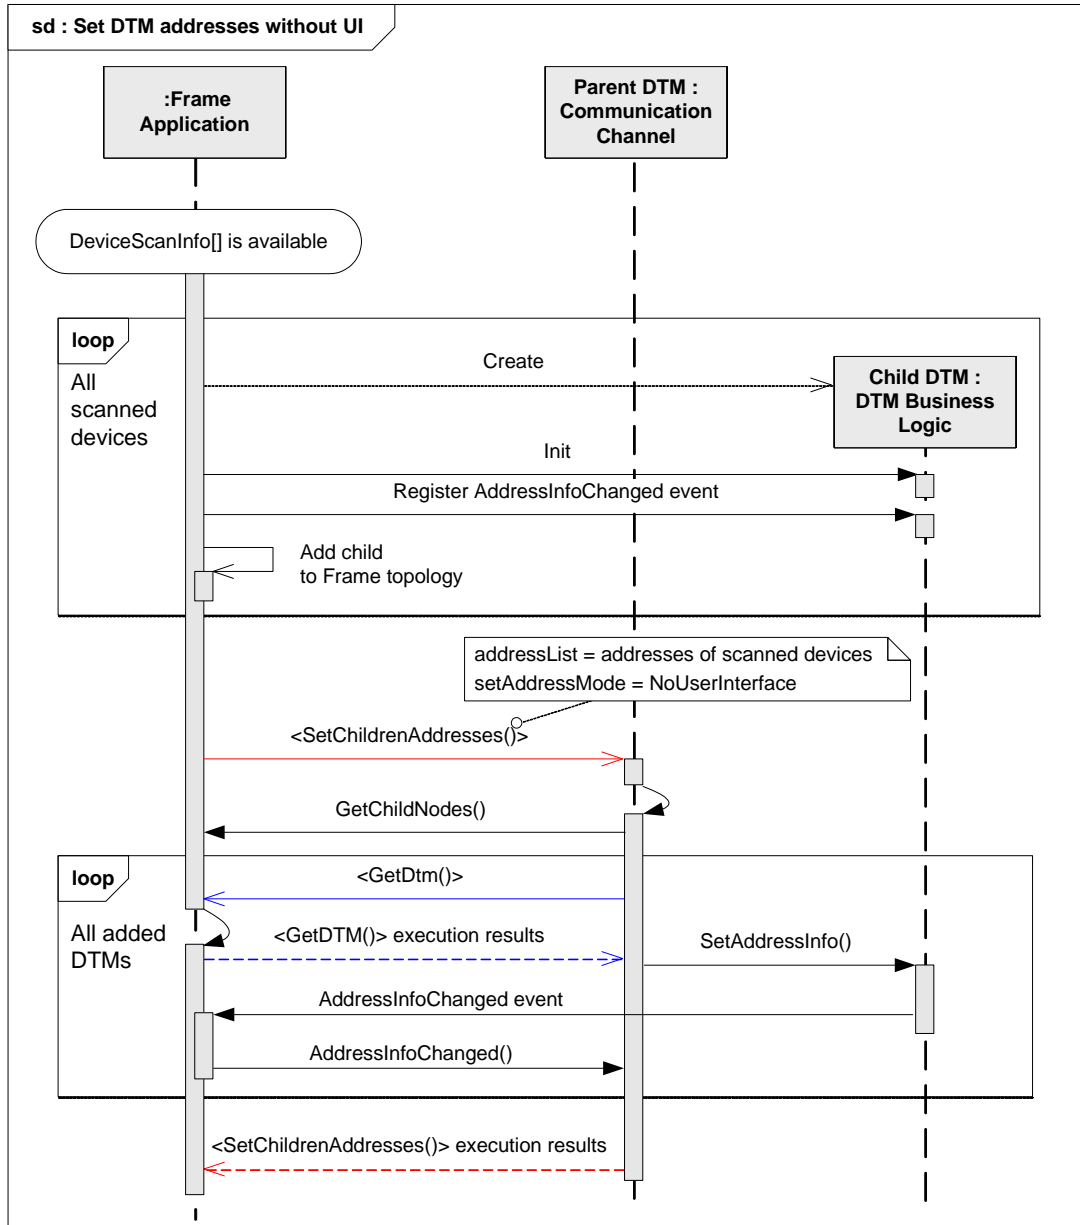 sd : Set DTM addresses without UI
:Frame
Application
Parent DTM :
Communication
Channel
DeviceScanInfo[] is available
loop
All
scanned
devices
Create
Child DTM :
DTM Business
Logic
Init
Register AddressInfoChanged event
Add child
to Frame topology
addressList = addresses of scanned devices
setAddressMode = NoUserInterface
<SetChildrenAddresses()>
GetChildNodes()
loop
All added
DTMs
<GetDtm()>
<GetDTM()> execution results
SetAddressInfo()
AddressInfoChanged event
AddressInfoChanged()
<SetChildrenAddresses()> execution results